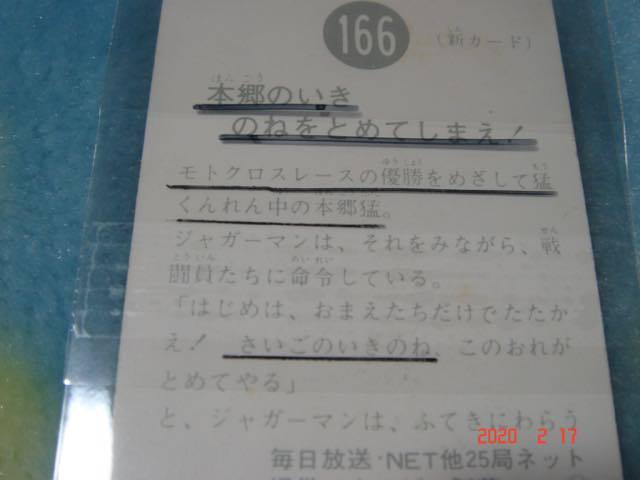 166
(新カード)
本郷のいき
のねをとめてしまえ!
モトクロスレースの優勝をめざして猛
くんれん中の本郷猛。
ジャガーマンは、それをみながら、戦
闘員たちに命令している。
「はじめは、おまえたちだけでたたか
え! さいごのいきのね、このおれが
とめてやる」
と、ジャガーマンは、ふてきにわらう
2020 2 17
毎日放送・NET他25局ネット